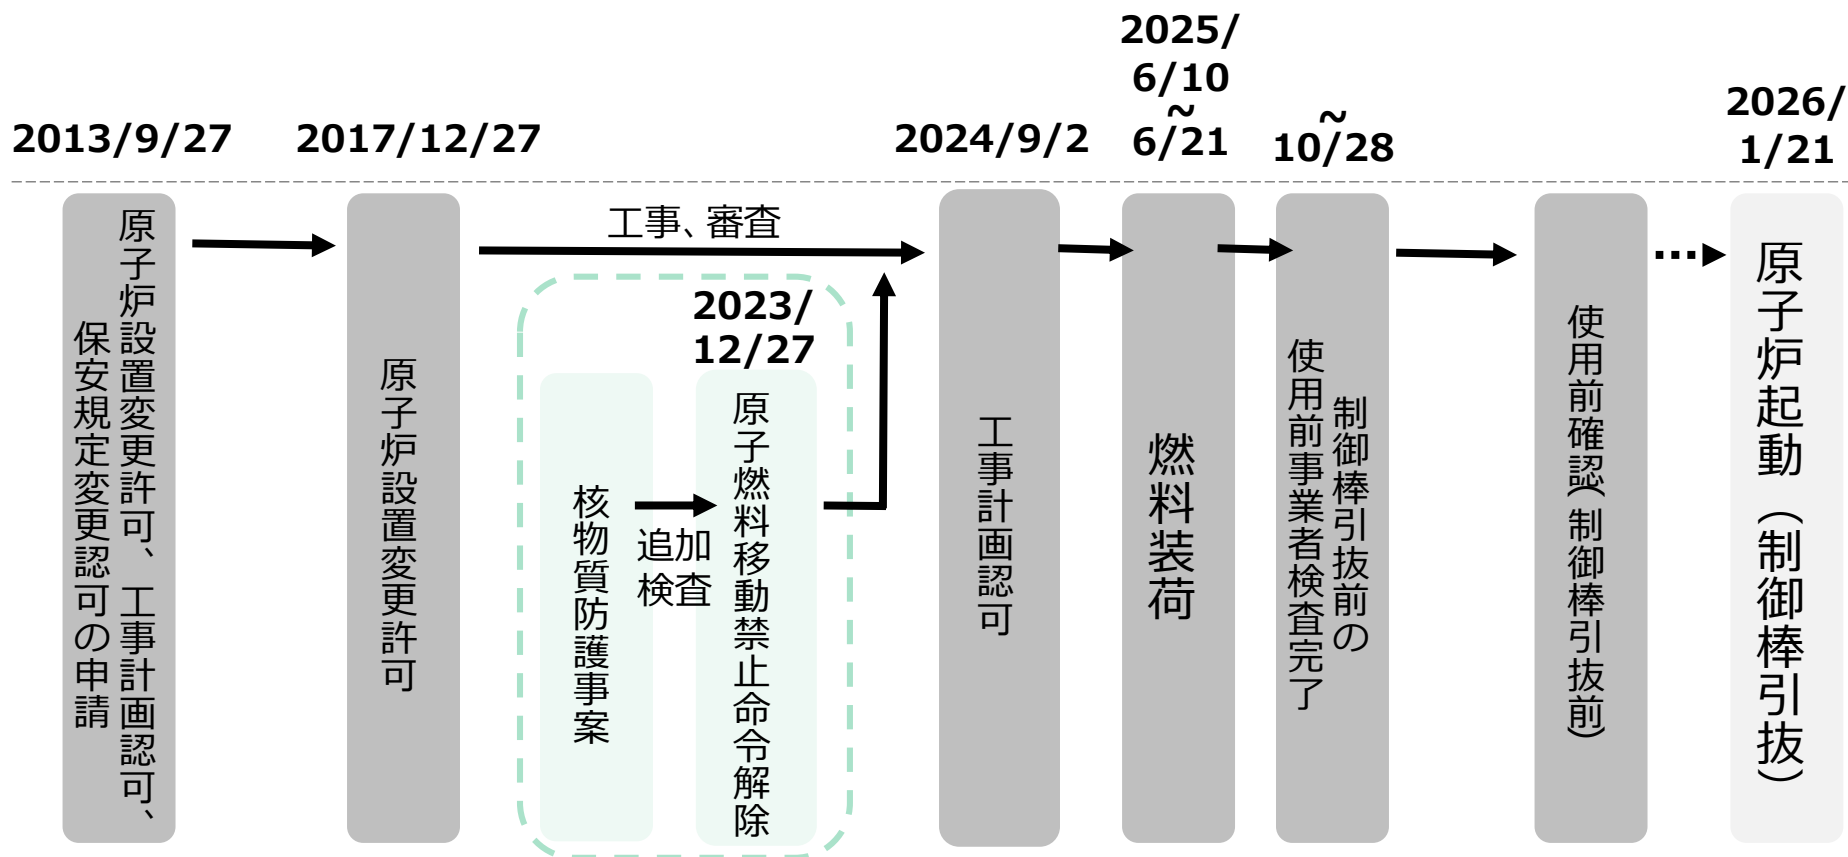 2013/9/27
原子炉設置変更許可、工事計画認可、
保安規定変更認可の申請
2017/12/27
原子炉設置変更許可
工事、審査
核物質防護事案
追加
検査
2023/
12/27
原子燃料移動禁止命令解除
2024/9/2
工事計画認可
2025/
6/10
~
6/21
燃料装荷
~
10/28
制御棒引抜前の
使用前事業者検査完了
使用前確認(制御棒引抜前)
…
2026/
1/21
原子炉起動(制御棒引抜)